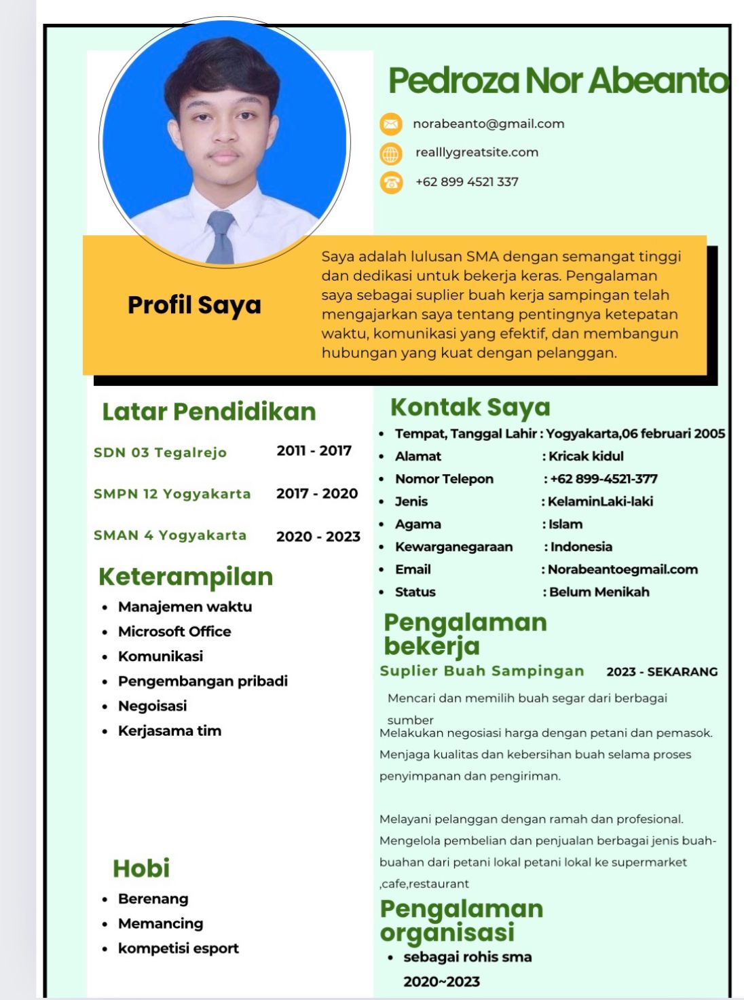 Pedroza Nor Abeanto
norabeanto@gmail.com
realllygreatsite.com
+62 899 4521 337
Profil Saya
Saya adalah lulusan SMA dengan semangat tinggi
dan dedikasi untuk bekerja keras. Pengalaman
saya sebagai suplier buah kerja sampingan telah
mengajarkan saya tentang pentingnya ketepatan
waktu, komunikasi yang efektif, dan membangun
hubungan yang kuat dengan pelanggan.
Latar Pendidikan
SDN 03 Tegalrejo 2011 - 2017
SMPN 12 Yogyakarta 2017 - 2020
SMAN 4 Yogyakarta 2020 - 2023
Keterampilan
• Manajemen waktu
• Microsoft Office
• Komunikasi
• Pengembangan pribadi
• Negoisasi
• Kerjasama tim
Hobi
• Berenang
• Memancing
• kompetisi esport
Kontak Saya
• Tempat, Tanggal Lahir : Yogyakarta,06 februari 2005
• Alamat : Kricak kidul
• Nomor Telepon : +62 899-4521-377
• Jenis : KelaminLaki-laki
• Agama : Islam
• Kewarganegaraan : Indonesia
• Email : Norabeantoegmail.com
• Status : Belum Menikah
Pengalaman
bekerja
Suplier Buah Sampingan 2023 - SEKARANG
Mencari dan memilih buah segar dari berbagai
sumber
Melakukan negosiasi harga dengan petani dan pemasok.
Menjaga kualitas dan kebersihan buah selama proses
penyimpanan dan pengiriman.
Melayani pelanggan dengan ramah dan profesional.
Mengelola pembelian dan penjualan berbagai jenis buah-
buahan dari petani lokal petani lokal ke supermarket
,cafe,restaurant
Pengalaman
organisasi
• sebagai rohis sma
2020~2023